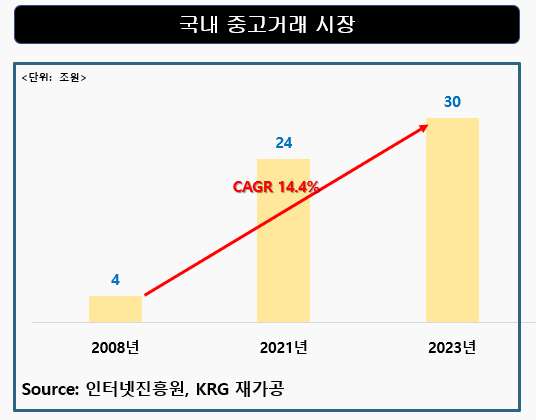 국내 중고거래 시장
<단위: 조원>
30
24
CAGR 14.4%
4
2008년 2021년 2023년
Source: 인터넷진흥원, KRG 재가공